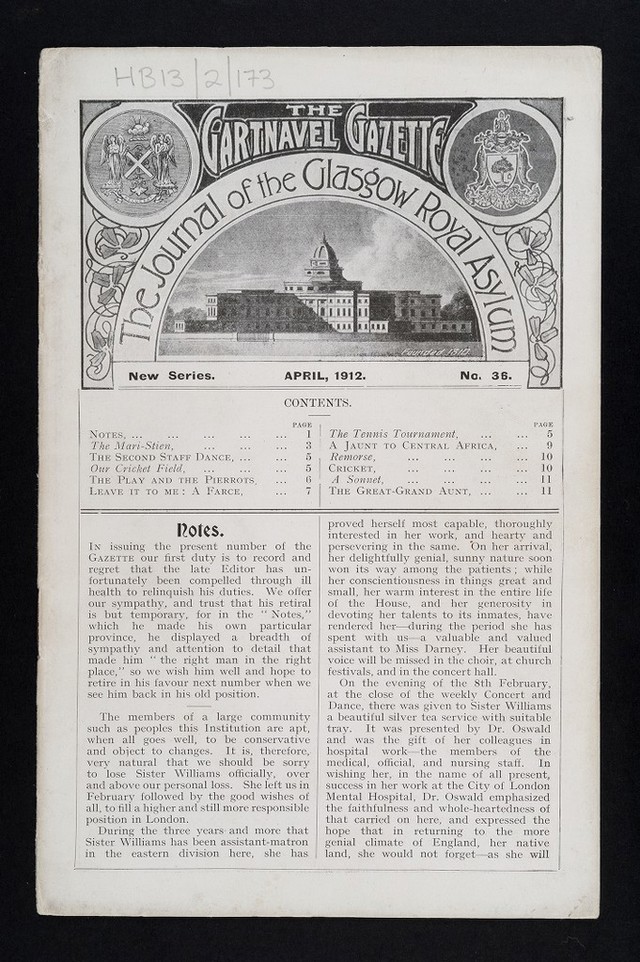 HB13/2/173
THE
GARTNAVEL GAZETTE
The Journal of the Glasgow Royal Asylum
Founded 1810.
New Series. APRIL, 1912. No. 36.
CONTENTS.
PAGE
NOTES, ... ... ... ... ... 1
The Mari-Stien, ... ... ... ... 3
THE SECOND STAFF DANCE, ... ... 5
Our Cricket Field, ... ... ... 5
THE PLAY AND THE PIERROTS, ... 6
LEAVE IT TO ME: A FARCE, ... 7
PAGE
The Tennis Tournament, ... ... 5
A JAUNT TO CENTRAL AFRICA, ... 9
Remorse, ... ... ... ... 10
CRICKET, ... ... ... ... 10
A Sonnet, ... ... ... ... 11
THE GREAT-GRAND AUNT, ... ... 11
Notes.
IN issuing the present number of the
GAZETTE our first duty is to record and
regret that the late Editor has un-
fortunately been compelled through ill
health to relinquish his duties. We offer
our sympathy, and trust that his retiral
is but temporary, for in the "Notes,"
which he made his own particular
province, he displayed a breadth of
sympathy and attention to detail that
made him "the right man in the right
place," so we wish him well and hope to
retire in his favour next number when we
see him back in his old position.
The members of a large community
such as peoples this Institution are apt,
when all goes well, to be conservative
and object to changes. It is, therefore,
very natural that we should be sorry
to lose Sister Williams officially, over
and above our personal loss. She left us in
February followed by the good wishes of
all, to fill a higher and still more responsible
position in London.
During the three years and more that
Sister Williams has been assistant-matron
in the eastern division here, she has
proved herself most capable, thoroughly
interested in her work, and hearty and
persevering in the same. On her arrival,
her delightfully genial, sunny nature soon
won its way among the patients; while
her conscientiousness in things great and
small, her warm interest in the entire life
of the House, and her generosity in
devoting her talents to its inmates, have
rendered her—during the period she has
spent with us—a valuable and valued
assistant to Miss Darney. Her beautiful
voice will be missed in the choir, at church
festivals, and in the concert hall.
On the evening of the 8th February,
at the close of the weekly Concert and
Dance, there was given to Sister Williams
a beautiful silver tea service with suitable
tray. It was presented by Dr. Oswald
and was the gift of her colleagues in
hospital work—the members of the
medical, official, and nursing staff. In
wishing her, in the name of all present,
success in her work at the City of London
Mental Hospital, Dr. Oswald emphasized
the faithfulness and whole-heartedness of
that carried on here, and expressed the
hope that in returning to the more
genial climate of England, her native
land, she would not forget—as she will